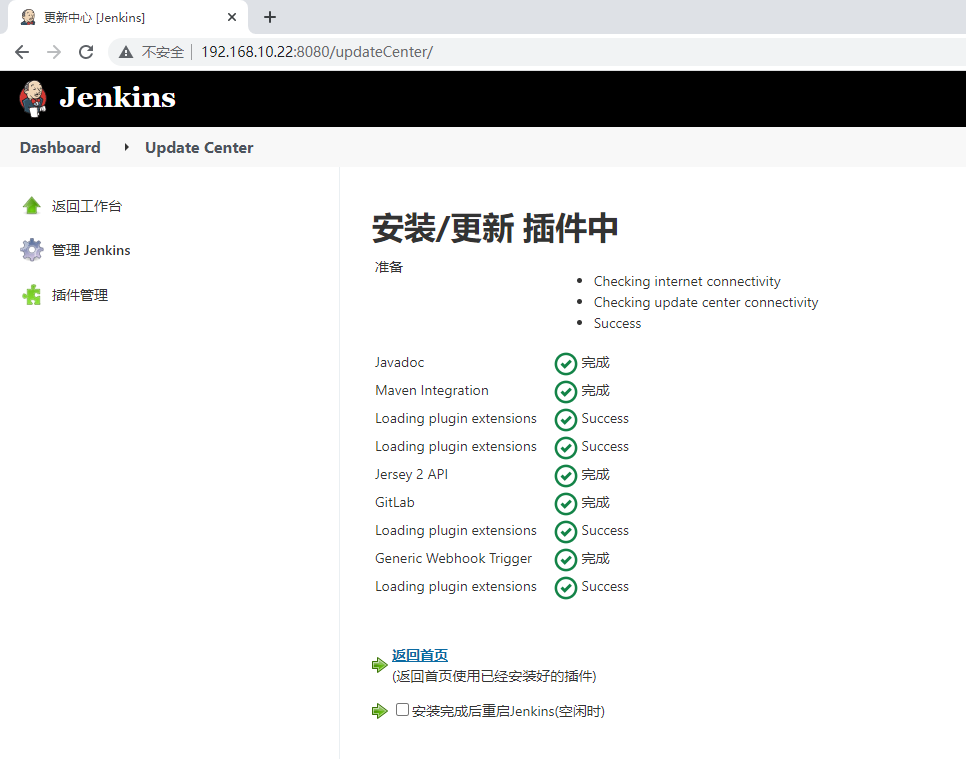 更新中心 [Jenkins]
不安全 192.168.10.22:8080/updateCenter/
Jenkins
Dashboard Update Center
返回工作台
管理 Jenkins
插件管理
安装/更新 插件中
准备
Checking internet connectivity
Checking update center connectivity
Success
Javadoc 完成
Maven Integration 完成
Loading plugin extensions Success
Loading plugin extensions Success
Jersey 2 API 完成
GitLab 完成
Loading plugin extensions Success
Generic Webhook Trigger 完成
Loading plugin extensions Success
返回首页
(返回首页使用已经安装好的插件)
安装完成后重启Jenkins(空闲时)